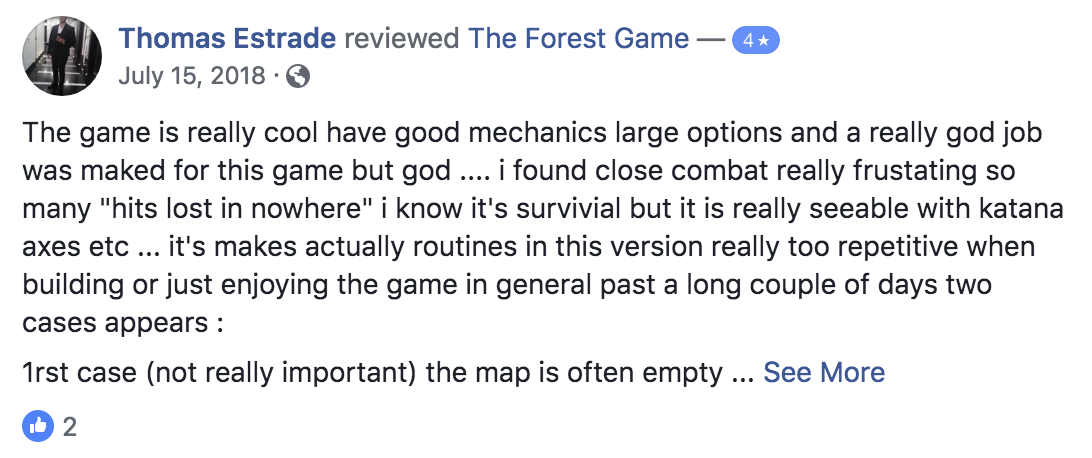 Thomas Estrade reviewed The Forest Game — 4★
July 15, 2018 ·
The game is really cool have good mechanics large options and a really god job
was maked for this game but god .... i found close combat really frustating so
many "hits lost in nowhere" i know it's survivial but it is really seeable with katana
axes etc ... it's makes actually routines in this version really too repetitive when
building or just enjoying the game in general past a long couple of days two
cases appears :
1rst case (not really important) the map is often empty ... See More
2